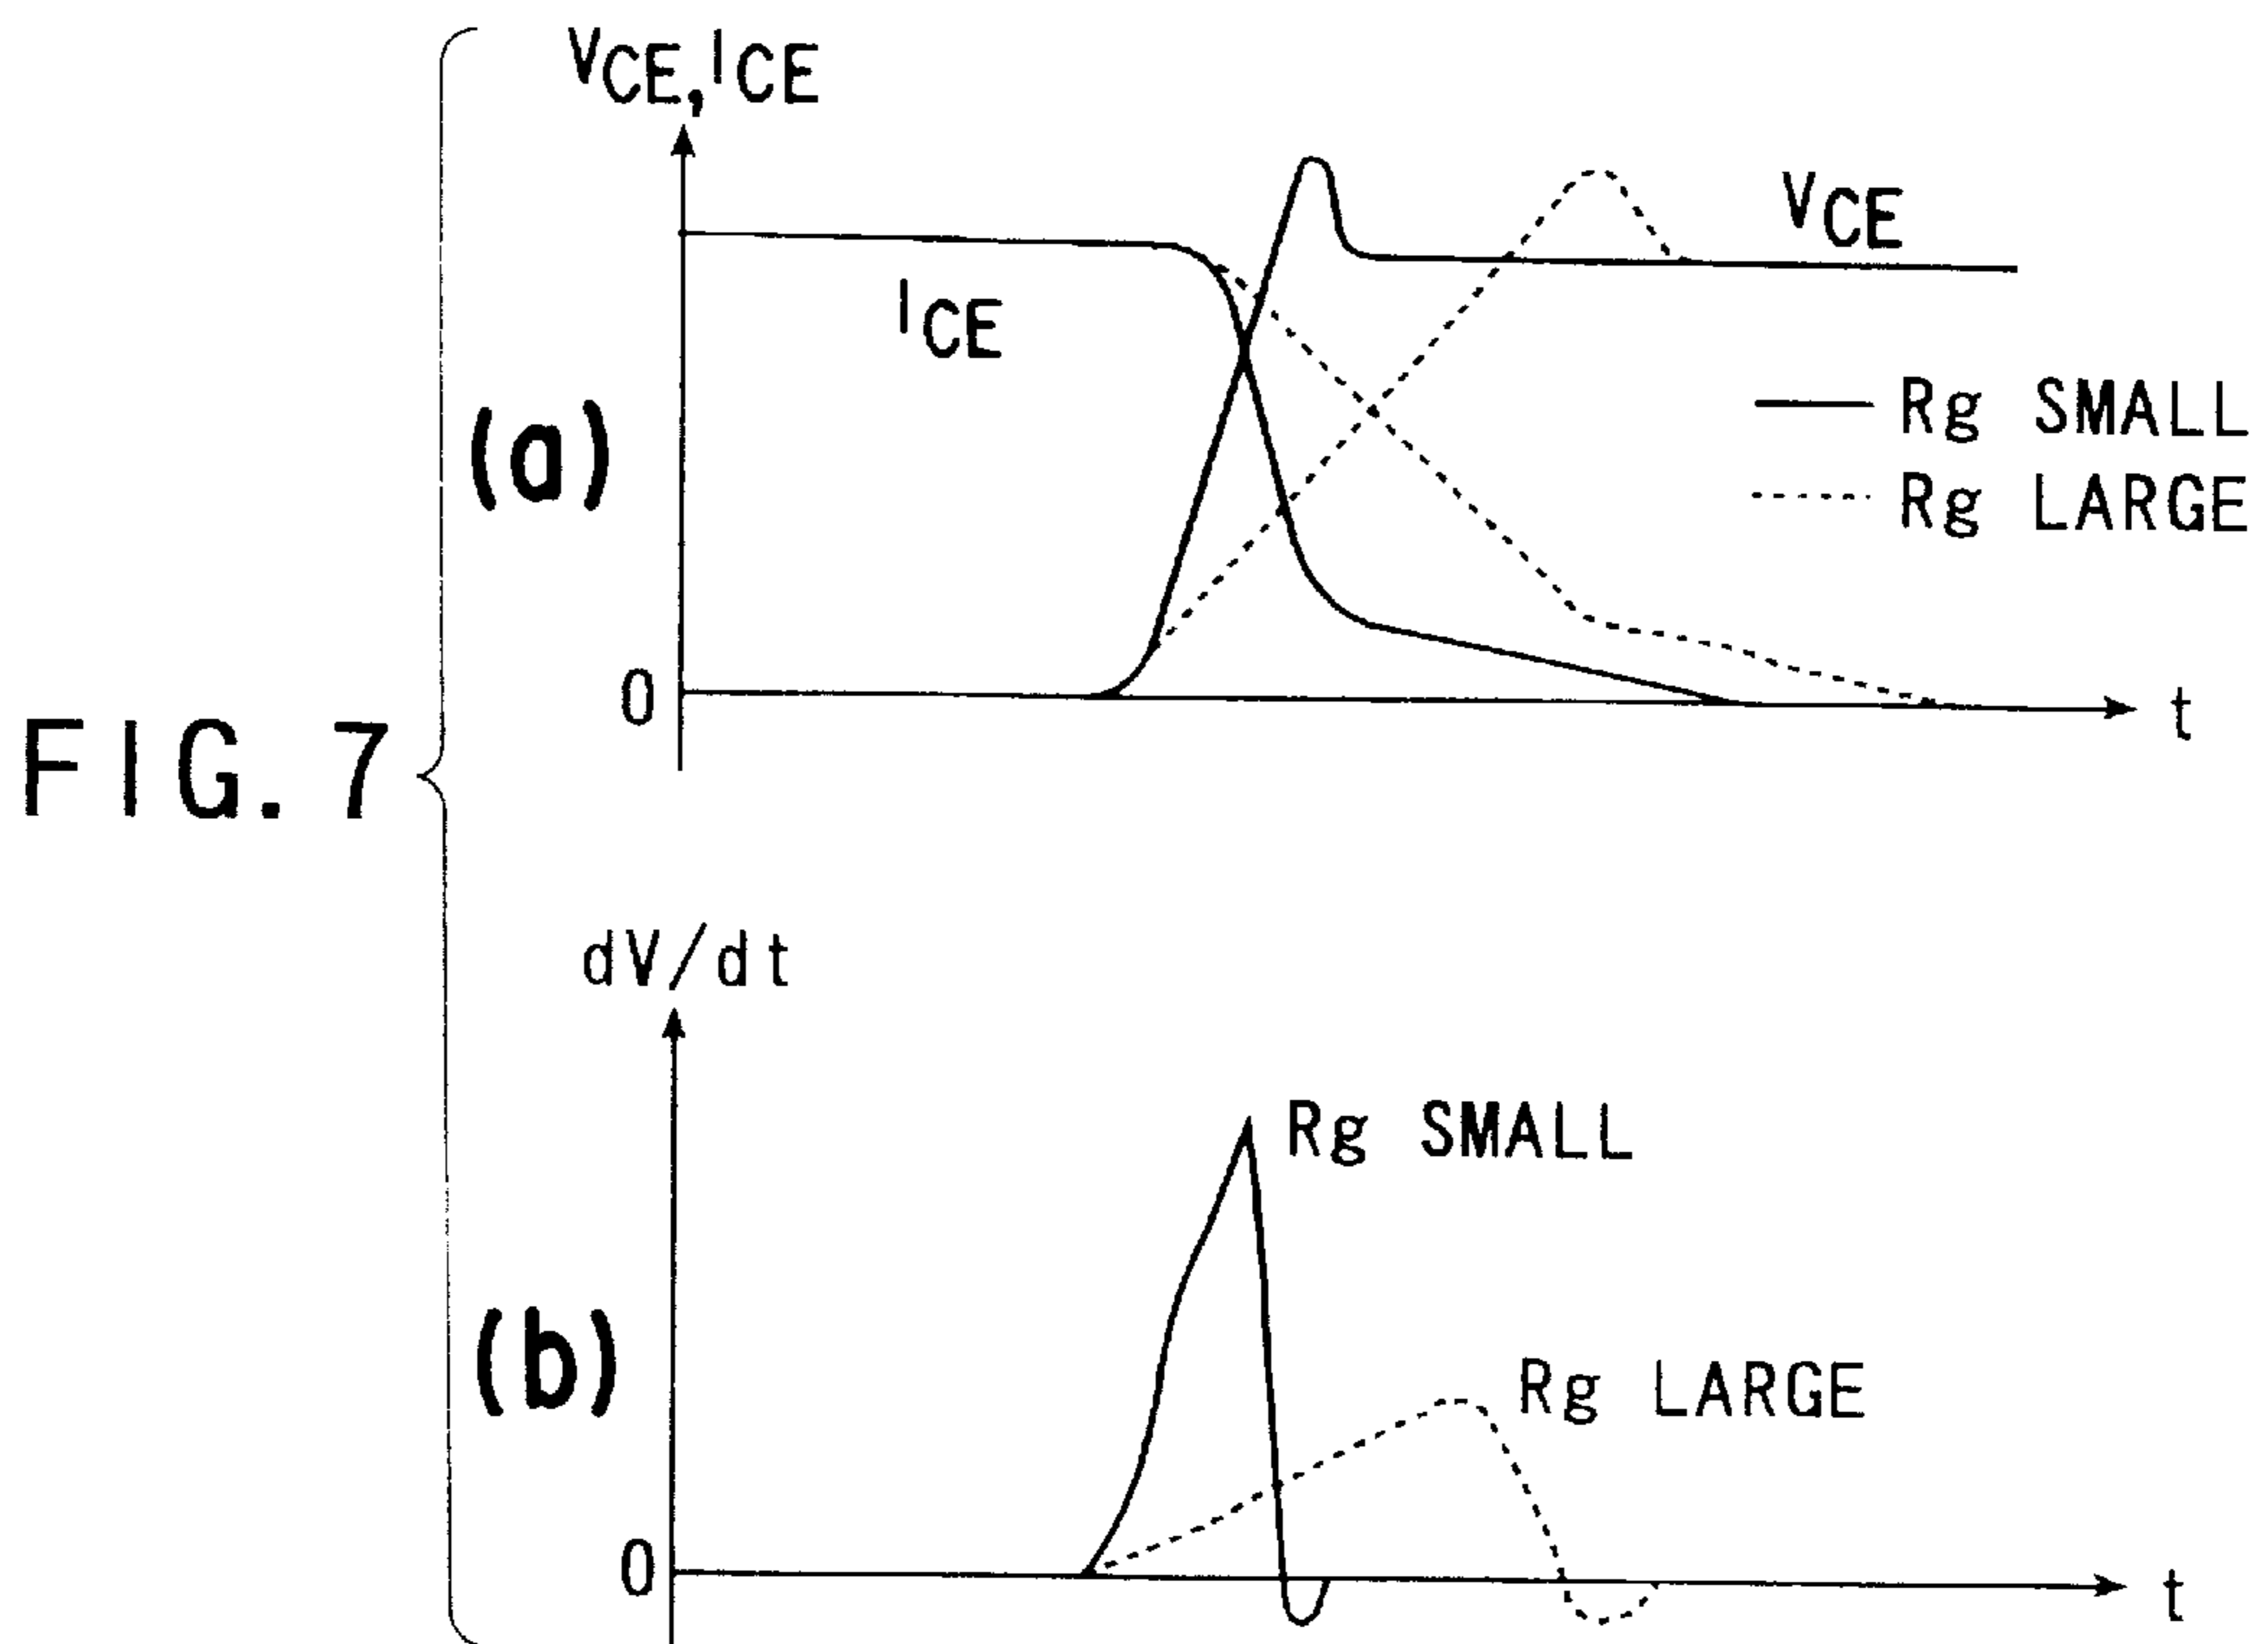 FIG. 7
(a)
VCE, ICE
ICE
VCE
Rg SMALL
Rg LARGE
0
t
(b)
dV/dt
Rg SMALL
Rg LARGE
0
t